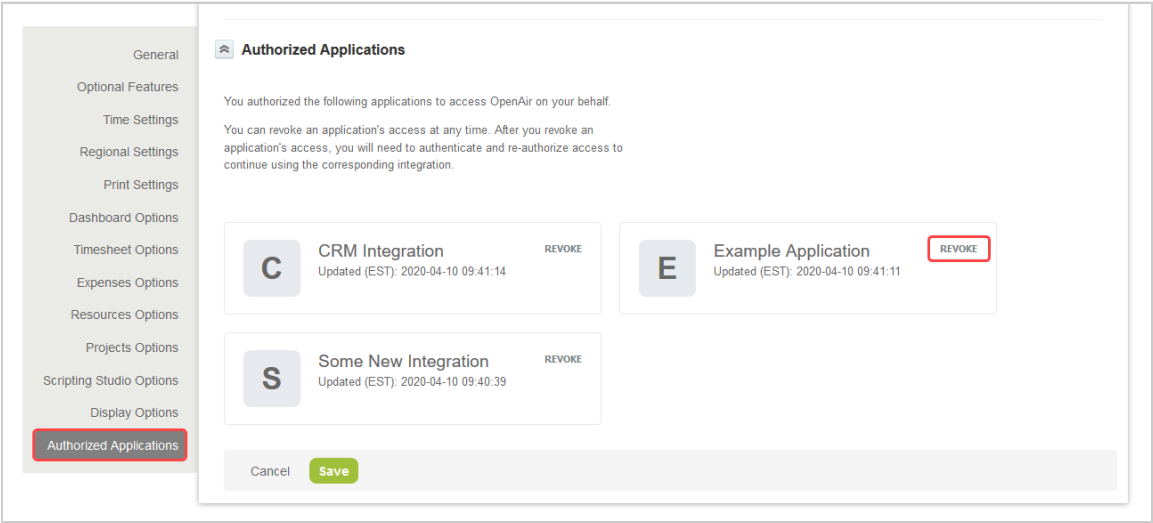 General
Optional Features
Time Settings
Regional Settings
Print Settings
Dashboard Options
Timesheet Options
Expenses Options
Resources Options
Projects Options
Scripting Studio Options
Display Options
Authorized Applications
Authorized Applications
You authorized the following applications to access OpenAir on your behalf.
You can revoke an application's access at any time. After you revoke an
application's access, you will need to authenticate and re-authorize access to
continue using the corresponding integration.
C
CRM Integration
REVOKE
Updated (EST): 2020-04-10 09:41:14
E
Example Application
REVOKE
Updated (EST): 2020-04-10 09:41:11
S
Some New Integration
REVOKE
Updated (EST): 2020-04-10 09:40:39
Cancel
Save